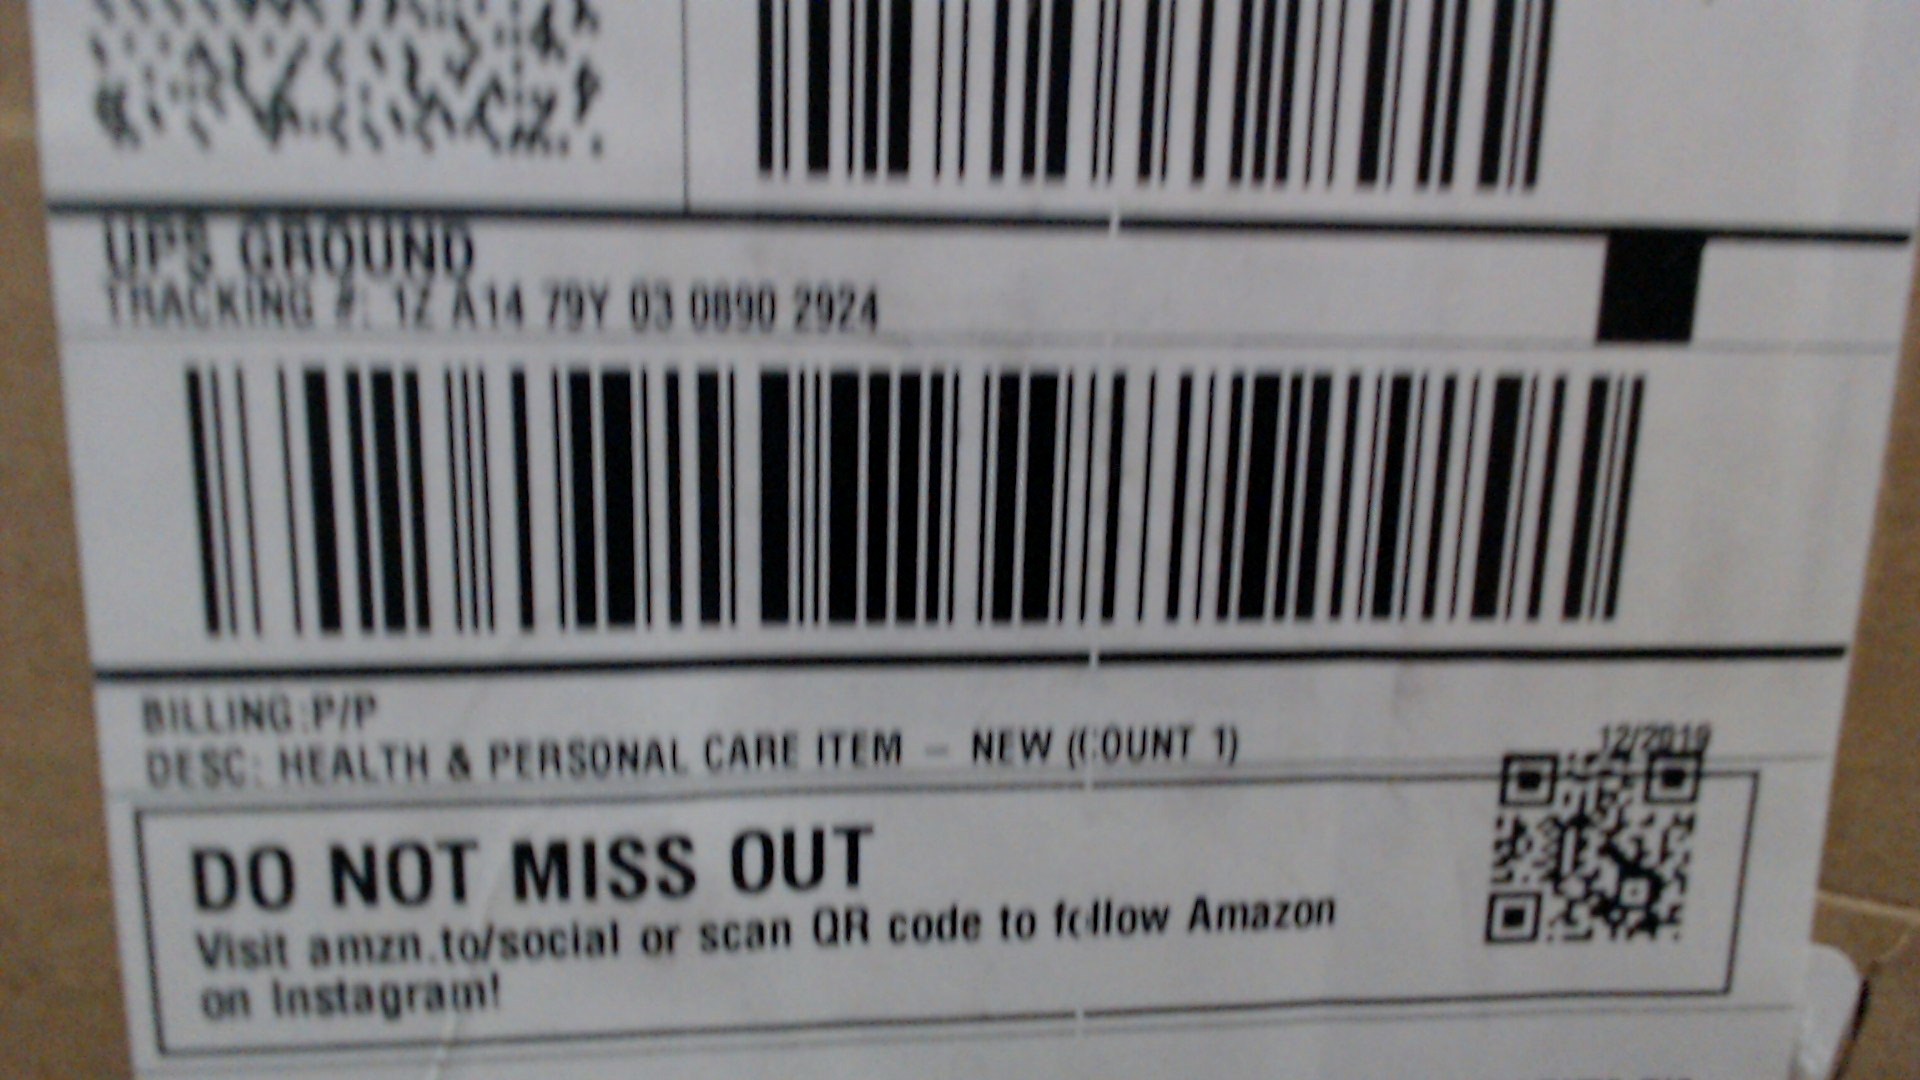 UPS GROUND
TRACKING #: 1Z A14 79Y 03 0890 2924
BILLING:P/P
DESC: HEALTH & PERSONAL CARE ITEM – NEW (COUNT 1)
12/2019
DO NOT MISS OUT
Visit amzn.to/social or scan QR code to follow Amazon
on Instagram!